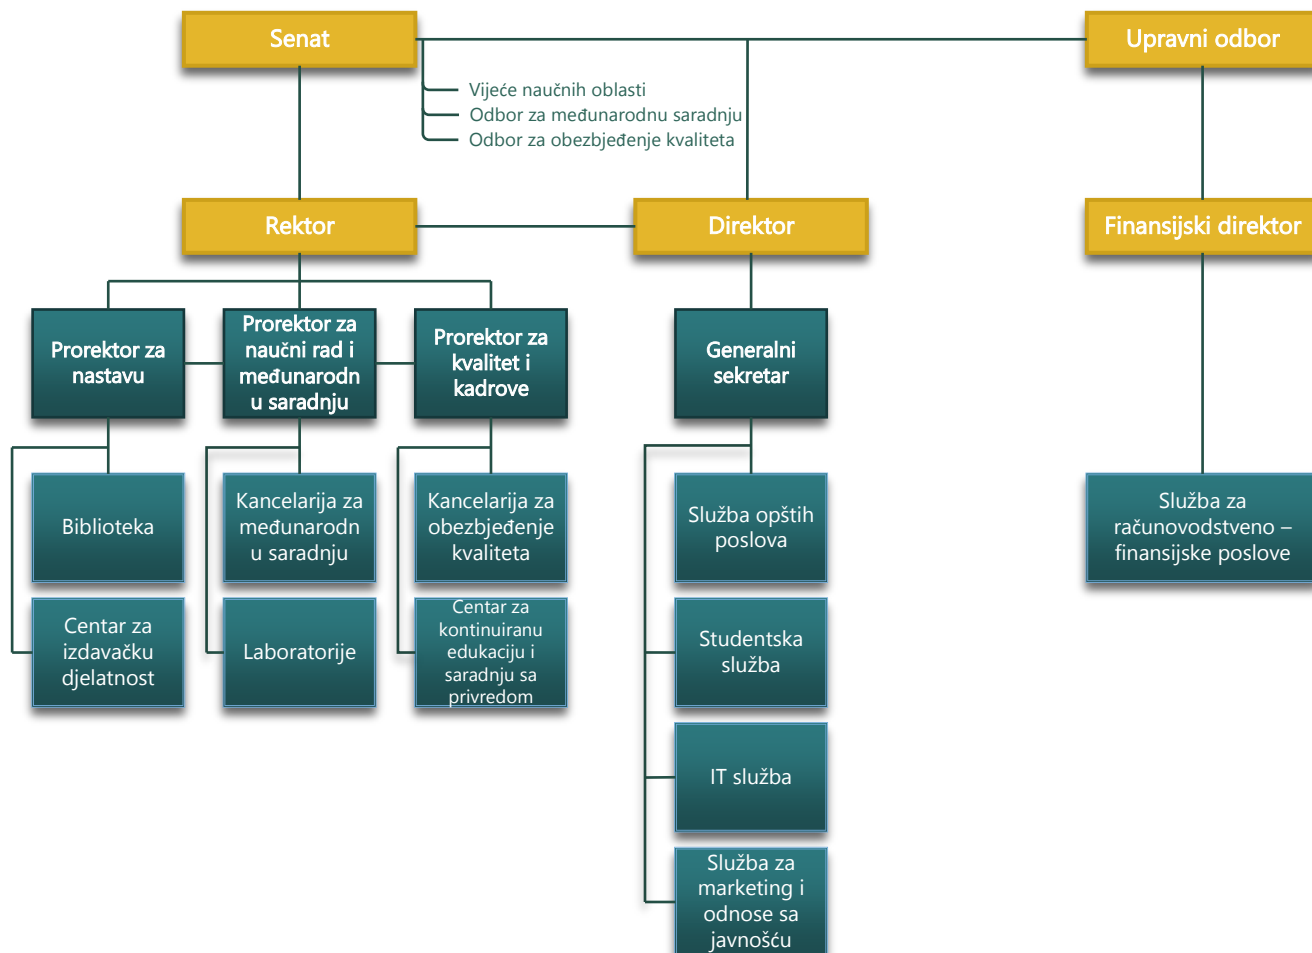 Senat
Upravni odbor
Vijeće naučnih oblasti
Odbor za međunarodnu saradnju
Odbor za obezbjeđenje kvaliteta
Rektor
Direktor
Finansijski direktor
Prorektor za
nastavu
Prorektor za
naučni rad i
međunarodn
u saradnju
Prorektor za
kvalitet i
kadrove
Generalni
sekretar
Biblioteka
Kancelarija za
međunarodn
u saradnju
Kancelarija za
obezbjeđenje
kvaliteta
Služba opštih
poslova
Služba za
računovodstveno –
finansijske poslove
Centar za
izdavačku
djelatnost
Laboratorije
Centar za
kontinuiranu
edukaciju i
saradnju sa
privredom
Studentska
služba
IT služba
Služba za
marketing i
odnose sa
javnošću